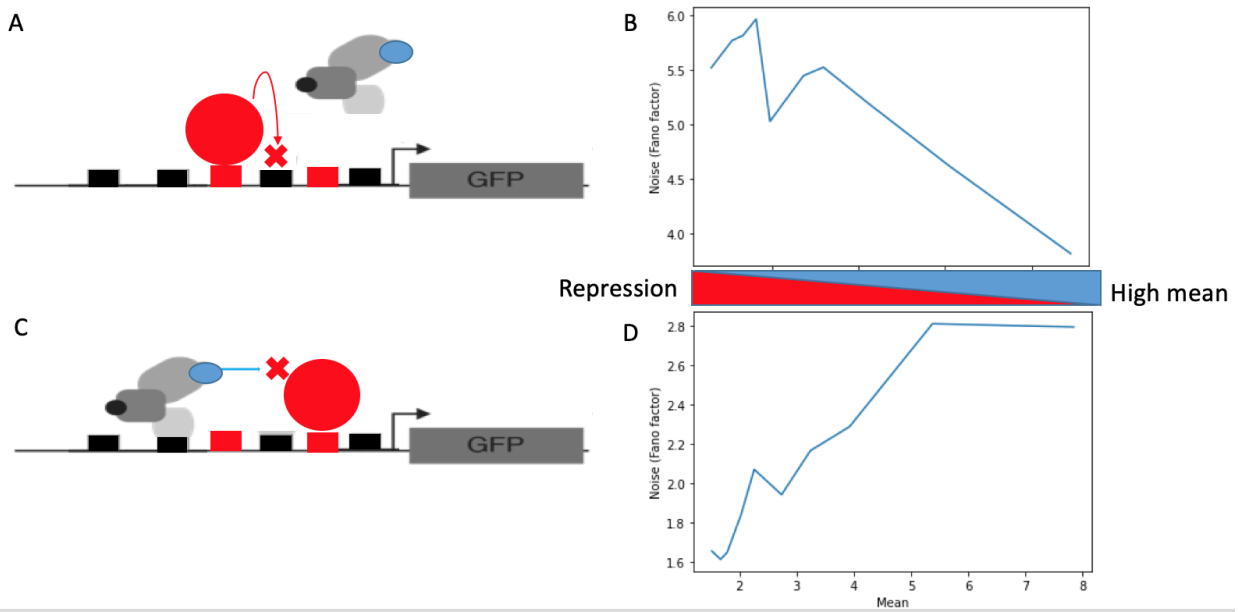 A
GFP
B
6.0
5.5
5.0
4.5
4.0
Noise (Fano factor)
Repression
High mean
C
GFP
D
2.8
2.6
2.4
2.2
2.0
1.8
1.6
Noise (Fano factor)
2 3 4 5 6 7 8
Mean